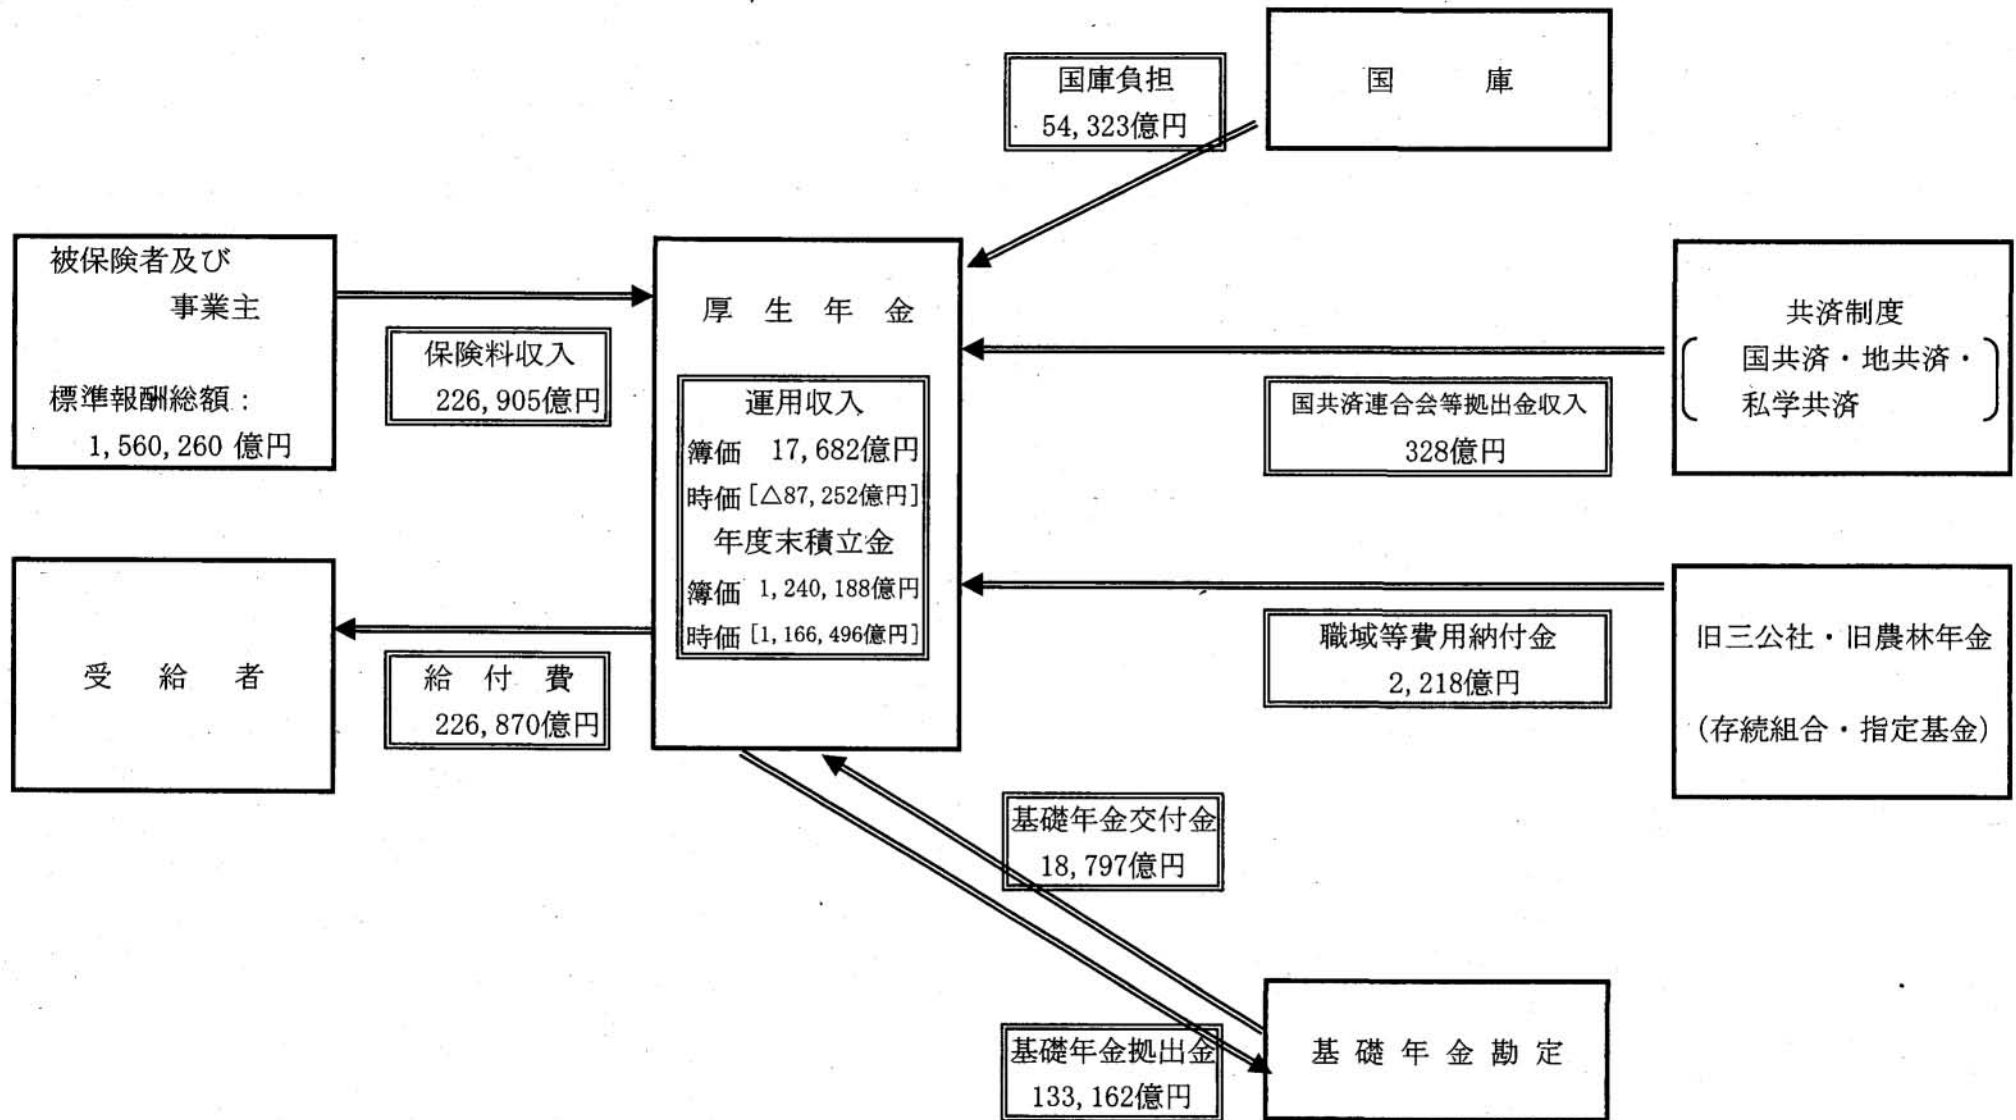 国庫負担
54,323億円
国 庫
被保険者及び
事業主
標準報酬総額:
1,560,260 億円
保険料収入
226,905億円
厚 生 年 金
運用収入
簿価 17,682億円
時価 [△87,252億円]
年度末積立金
簿価 1,240,188億円
時価 [1,166,496億円]
共済制度
国共済・地共済・
私学共済
国共済連合会等拠出金収入
328億円
受 給 者
給 付 費
226,870億円
職域等費用納付金
2,218億円
旧三公社・旧農林年金
(存続組合・指定基金)
基礎年金交付金
18,797億円
基礎年金拠出金
133,162億円
基 礎 年 金 勘 定